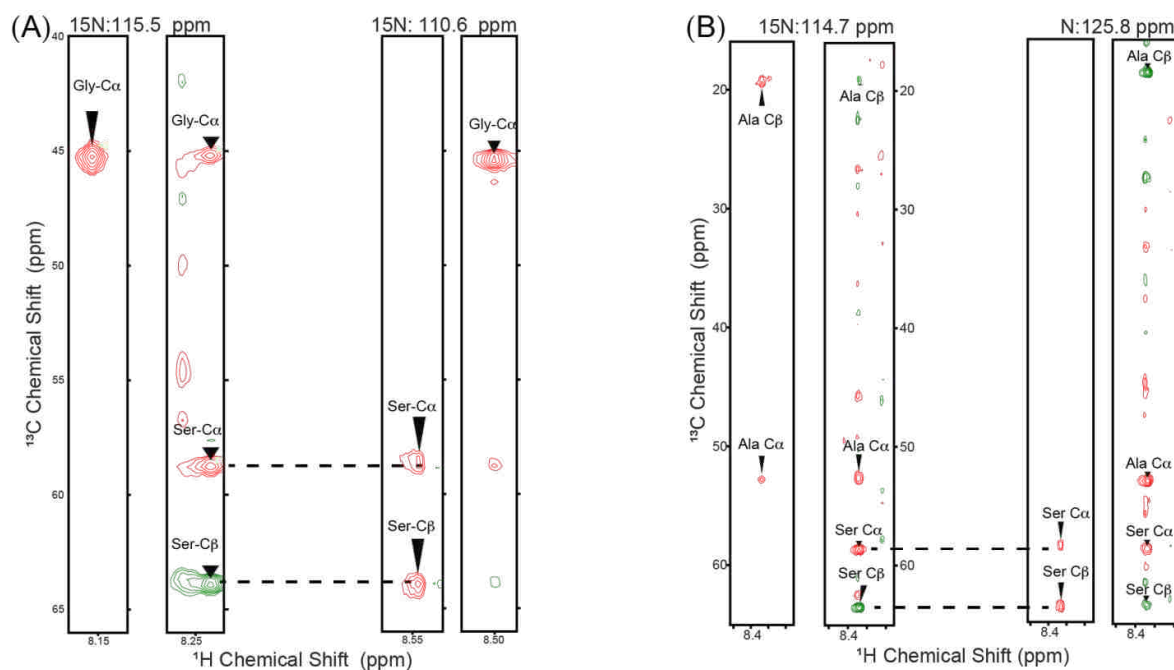 (A)
15N:115.5 ppm
15N: 110.6 ppm
40
45
50
55
60
65
¹³C Chemical Shift (ppm)
Gly-Cα
Gly-Cα
Gly-Cα
Ser-Cα
Ser-Cα
Ser-Cβ
Ser-Cβ
8.15
8.25
8.55
8.50
¹H Chemical Shift (ppm)
(B)
15N:114.7 ppm
N:125.8 ppm
20
30
40
50
60
20
30
40
50
60
¹³C Chemical Shift (ppm)
Ala Cβ
Ala Cβ
Ala Cβ
Ala Cα
Ala Cα
Ala Cα
Ser Cα
Ser Cα
Ser Cα
Ser Cβ
Ser Cβ
Ser Cβ
8.4
8.4
8.4
8.4
¹H Chemical Shift (ppm)